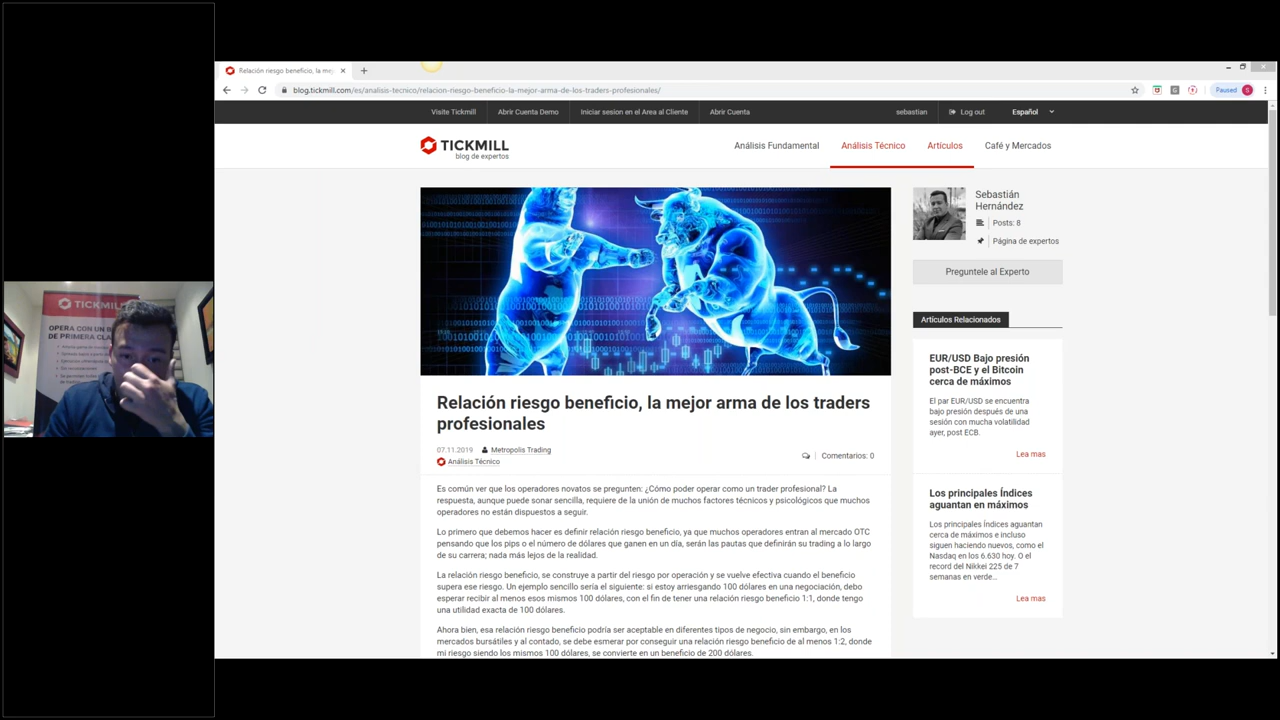 Relación riesgo beneficio, la mej
blog.tickmill.com/es/analisis-tecnico/relacion-riesgo-beneficio-la-mejor-arma-de-los-traders-profesionales/
Paused
S
Visite Tickmill
Abrir Cuenta Demo
Iniciar sesion en el Area al Cliente
Abrir Cuenta
sebastian
Log out
Español
TICKMILL
blog de expertos
Análisis Fundamental
Análisis Técnico
Artículos
Café y Mercados
Sebastián
Hernández
Posts: 8
Página de expertos
Preguntele al Experto
TICKMILL
OPERA CON UN
DE PRIMERA CLA
Relación riesgo beneficio, la mejor arma de los traders
profesionales
07.11.2019
Metropolis Trading
Análisis Técnico
Comentarios: 0
Es común ver que los operadores novatos se pregunten: ¿Cómo poder operar como un trader profesional? La
respuesta, aunque puede sonar sencilla, requiere de la unión de muchos factores técnicos y psicológicos que muchos
operadores no están dispuestos a seguir.
Lo primero que debemos hacer es definir relación riesgo beneficio, ya que muchos operadores entran al mercado OTC
pensando que los pips o el número de dólares que ganen en un día, serán las pautas que definirán su trading a lo largo
de su carrera; nada más lejos de la realidad.
La relación riesgo beneficio, se construye a partir del riesgo por operación y se vuelve efectiva cuando el beneficio
supera ese riesgo. Un ejemplo sencillo sería el siguiente: si estoy arriesgando 100 dólares en una negociación, debo
esperar recibir al menos esos mismos 100 dólares, con el fin de tener una relación riesgo beneficio 1:1, donde tengo
una utilidad exacta de 100 dólares.
Ahora bien, esa relación riesgo beneficio podría ser aceptable en diferentes tipos de negocio, sin embargo, en los
mercados bursátiles y al contado, se debe esmerar por conseguir una relación riesgo beneficio de al menos 1:2, donde
mi riesgo siendo los mismos 100 dólares, se convierte en un beneficio de 200 dólares.
Artículos Relacionados
EUR/USD Bajo presión
post-BCE y el Bitcoin
cerca de máximos
El par EUR/USD se encuentra
bajo presión después de una
sesión con mucha volatilidad
ayer, post ECB.
Lea mas
Los principales Índices
aguantan en máximos
Los principales Índices aguantan
cerca de máximos e incluso
siguen haciendo nuevos, como el
Nasdaq en los 6.630 hoy. O el
record del Nikkei 225 de 7
semanas en verde...
Lea mas